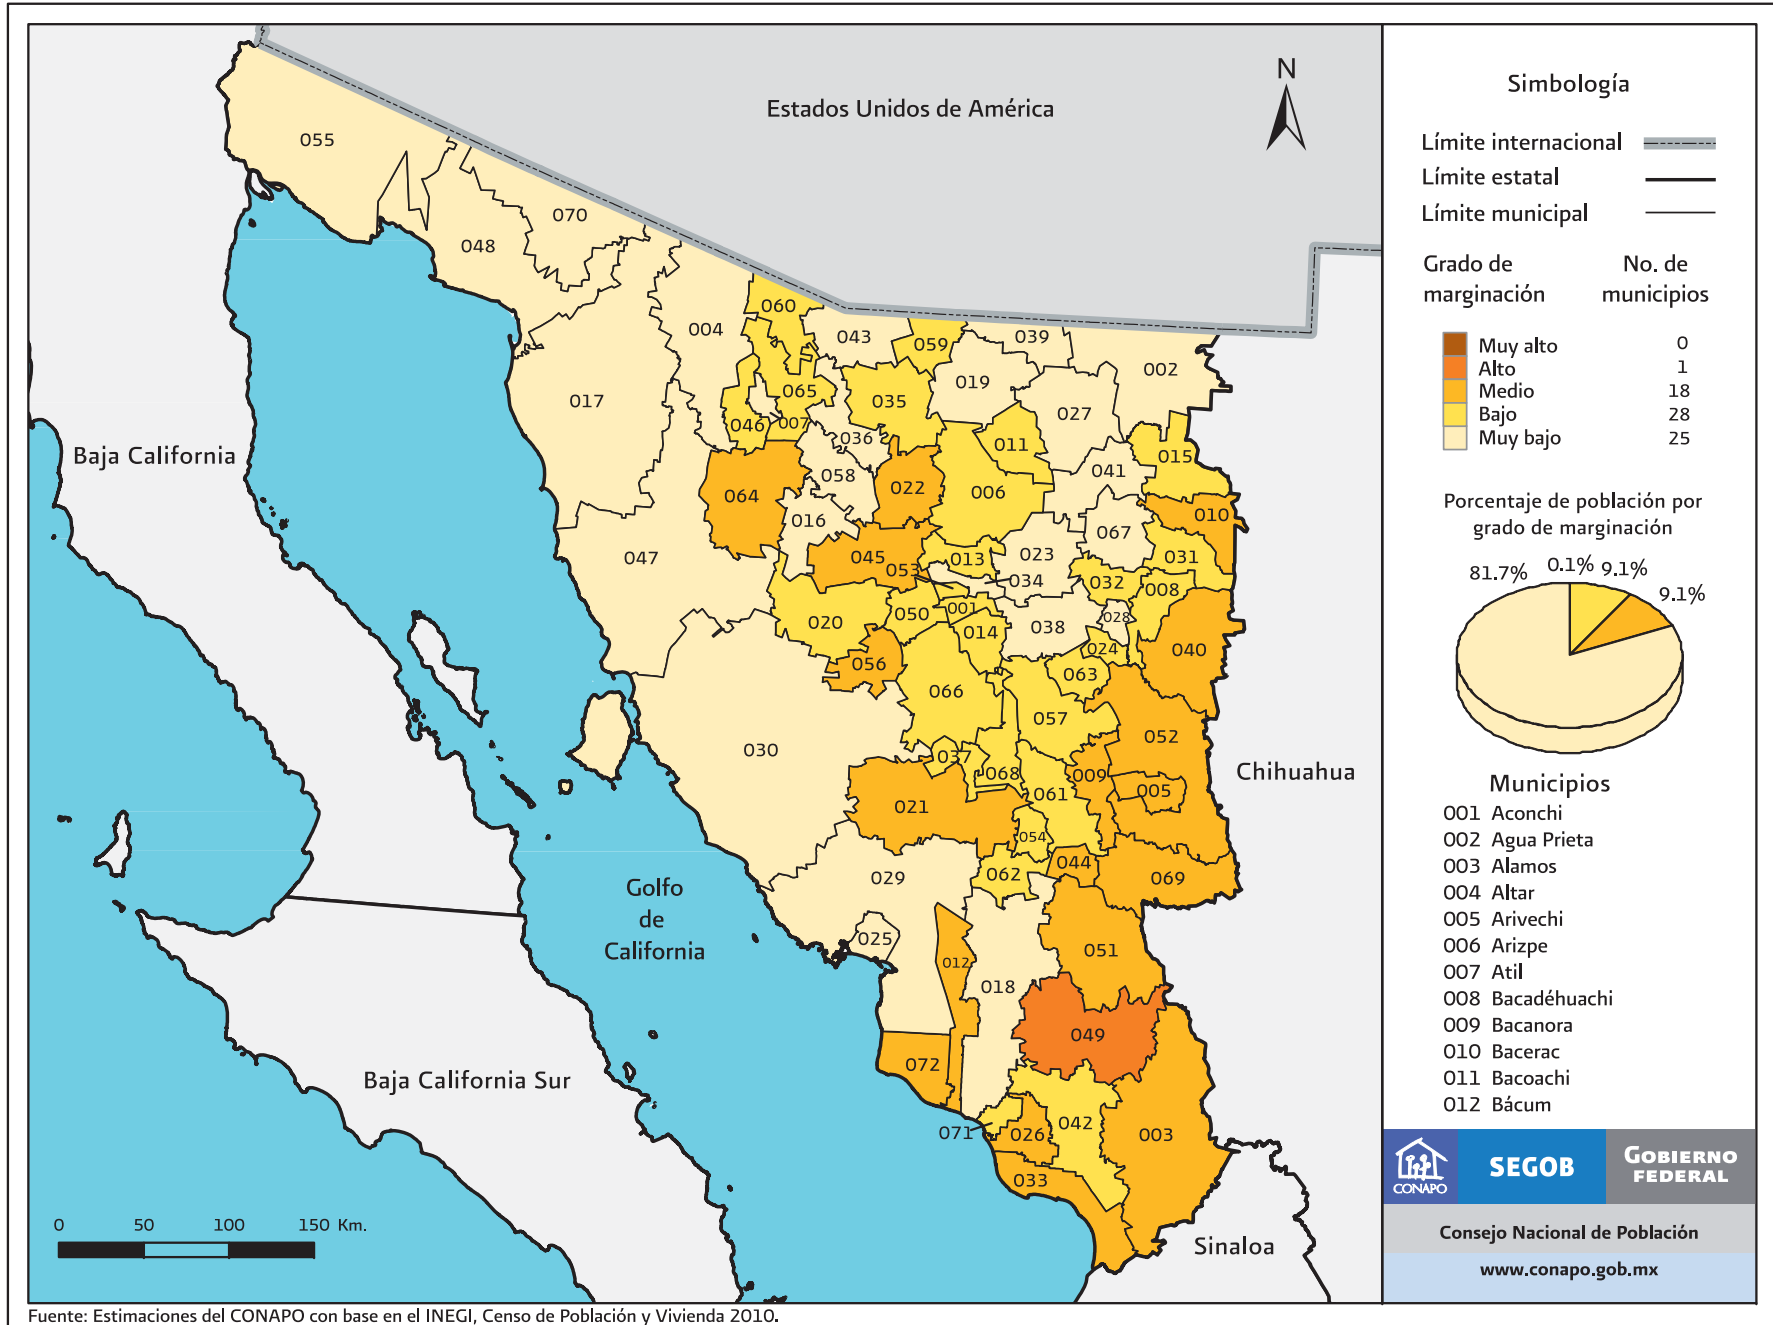 Estados Unidos de América
N
055
070
048
060
004
043
059
039
002
017
065
035
019
027
046
007
036
011
Baja California
058
041
015
064
022
006
010
016
067
047
045
013
023
031
053
034
032
008
020
050
001
028
014
038
024
040
056
063
066
057
030
037
052
009
068
Chihuahua
005
061
021
054
044
029
062
069
Golfo
de
California
025
012
051
018
049
072
Baja California Sur
071
026
042
003
033
Sinaloa
0 50 100 150 Km.
Simbología
Límite internacional
Límite estatal
Límite municipal
Grado de
marginación
No. de
municipios
Muy alto 0
Alto 1
Medio 18
Bajo 28
Muy bajo 25
Porcentaje de población por
grado de marginación
81.7% 0.1% 9.1%
9.1%
Municipios
001 Aconchi
002 Agua Prieta
003 Alamos
004 Altar
005 Arivechi
006 Arizpe
007 Atil
008 Bacadéhuachi
009 Bacanora
010 Bacerac
011 Bacoachi
012 Bácum
CONAPO
SEGOB
GOBIERNO
FEDERAL
Consejo Nacional de Población
www.conapo.gob.mx
Fuente: Estimaciones del CONAPO con base en el INEGI, Censo de Población y Vivienda 2010.